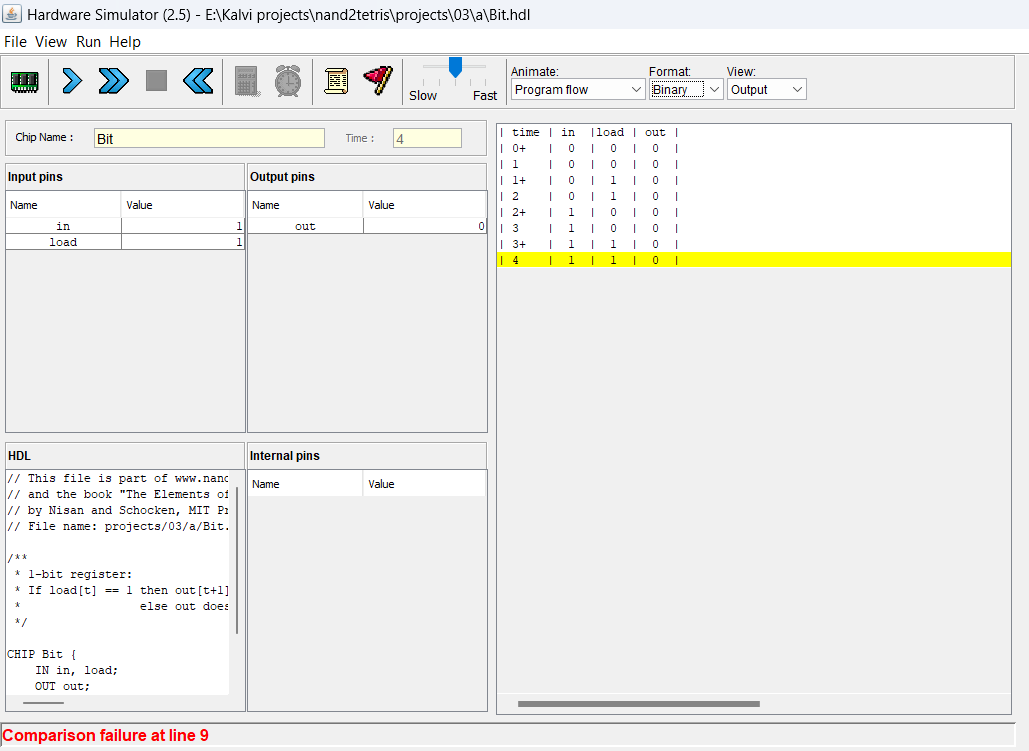 Hardware Simulator (2.5) - E:\Kalvi projects\nand2tetris\projects\03\a\Bit.hdl
File View Run Help
Slow Fast
Animate: Format: View:
Program flow Binary Output
Chip Name : Bit Time : 4
Input pins
Name Value
in 1
load 1
Output pins
Name Value
out 0
HDL
// This file is part of www.nand
// and the book "The Elements of
// by Nisan and Schocken, MIT Pr
// File name: projects/03/a/Bit.
/**
* 1-bit register:
* If load[t] == 1 then out[t+1]
* else out does
*/
CHIP Bit {
IN in, load;
OUT out;
Internal pins
Name Value
| time | in |load | out |
| 0+ | 0 | 0 | 0 |
| 1 | 0 | 0 | 0 |
| 1+ | 0 | 1 | 0 |
| 2 | 0 | 1 | 0 |
| 2+ | 1 | 0 | 0 |
| 3 | 1 | 0 | 0 |
| 3+ | 1 | 1 | 0 |
| 4 | 1 | 1 | 0 |
Comparison failure at line 9